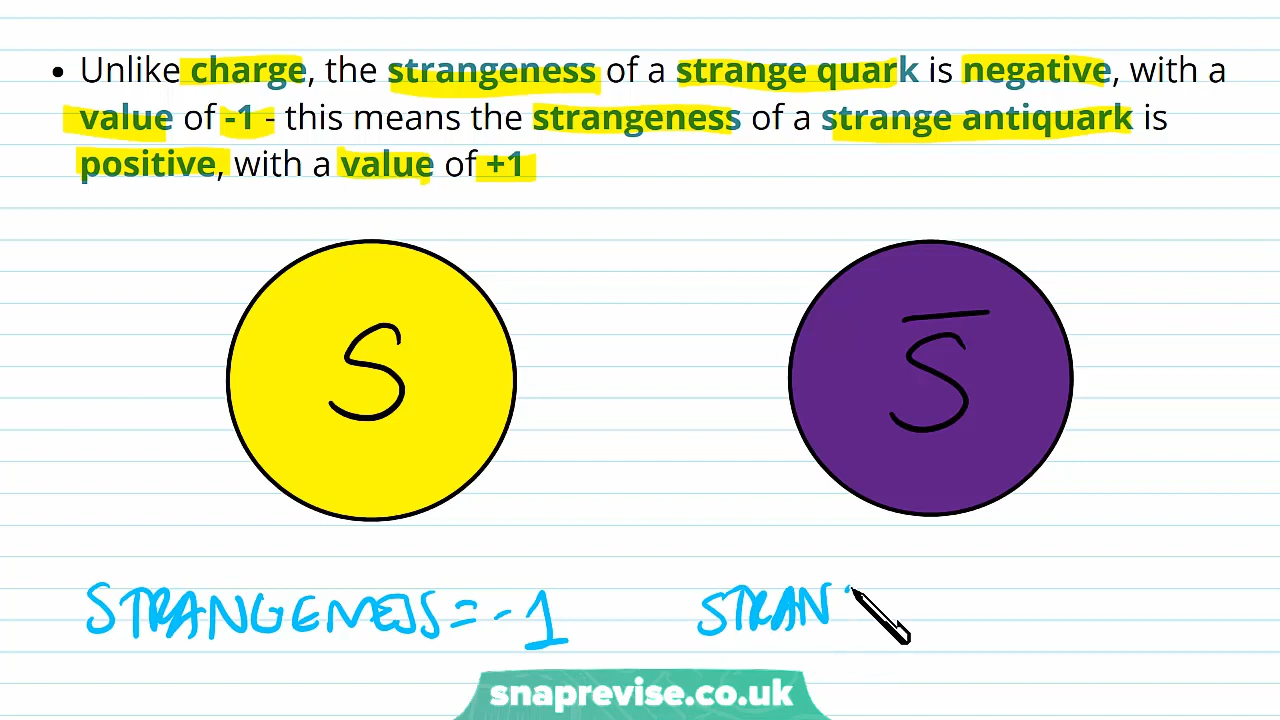 • Unlike charge, the strangeness of a strange quark is negative, with a
value of -1 - this means the strangeness of a strange antiquark is
positive, with a value of +1
S S̅
STRANGENESS = -1 STRAN
snaprevise.co.uk